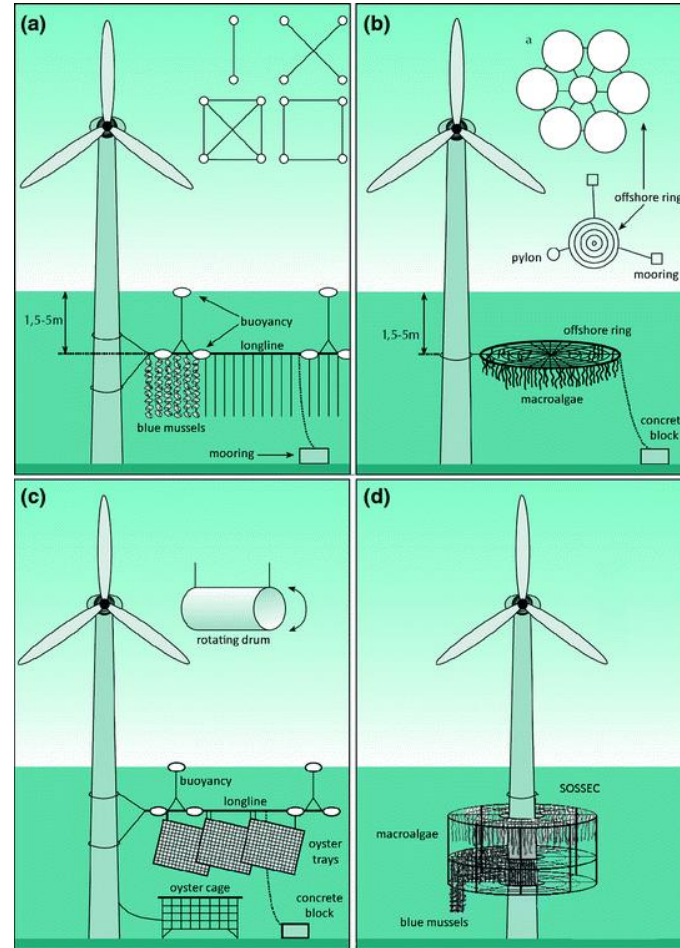 (a)
1,5-5m
buoyancy
longline
blue mussels
mooring
(b)
a
offshore ring
pylon
mooring
1,5-5m
offshore ring
macroalgae
concrete
block
(c)
rotating drum
buoyancy
longline
oyster
trays
oyster cage
concrete
block
(d)
SOSSEC
macroalgae
blue mussels